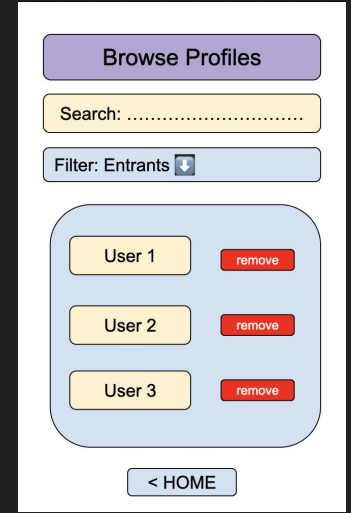 Browse Profiles
Search: ..............................
Filter: Entrants ⬇️
User 1 remove
User 2 remove
User 3 remove
< HOME